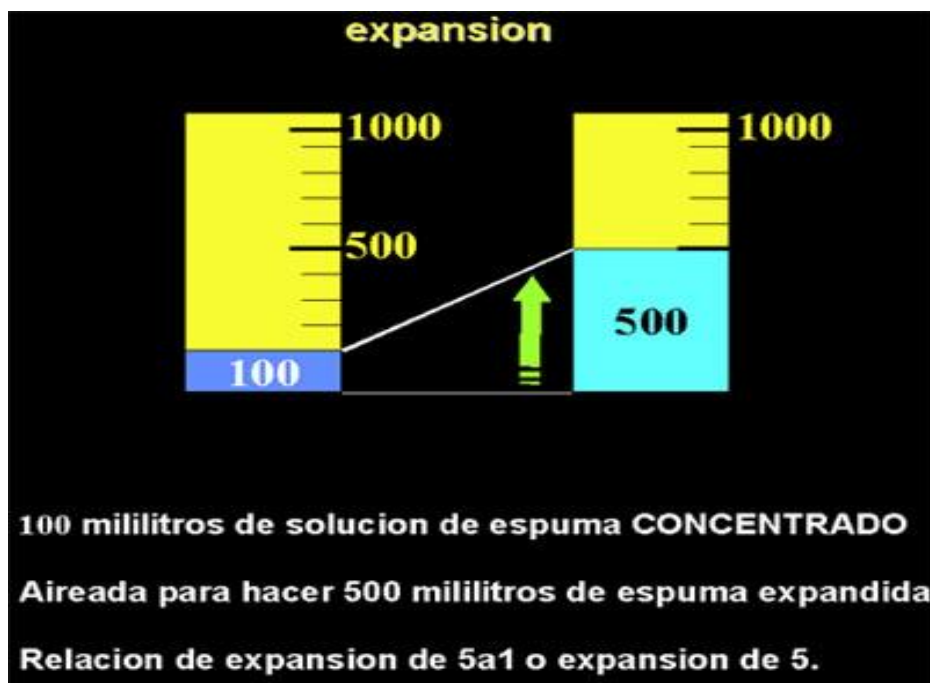 expansion
1000
1000
500
500
100
100 mililitros de solucion de espuma CONCENTRADO
Aireada para hacer 500 mililitros de espuma expandida
Relacion de expansion de 5a1 o expansion de 5.